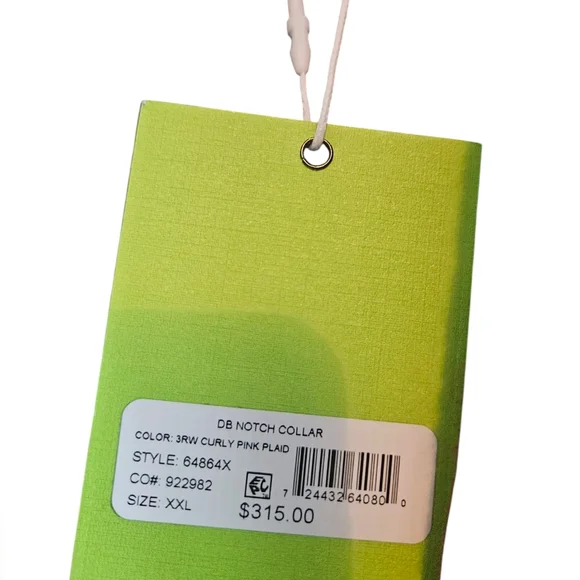 DB NOTCH COLLAR
COLOR: 3RW CURLY PINK PLAID
STYLE: 64864X
CO#: 922982
SIZE: XXL
7 24432 64080 0
$315.00